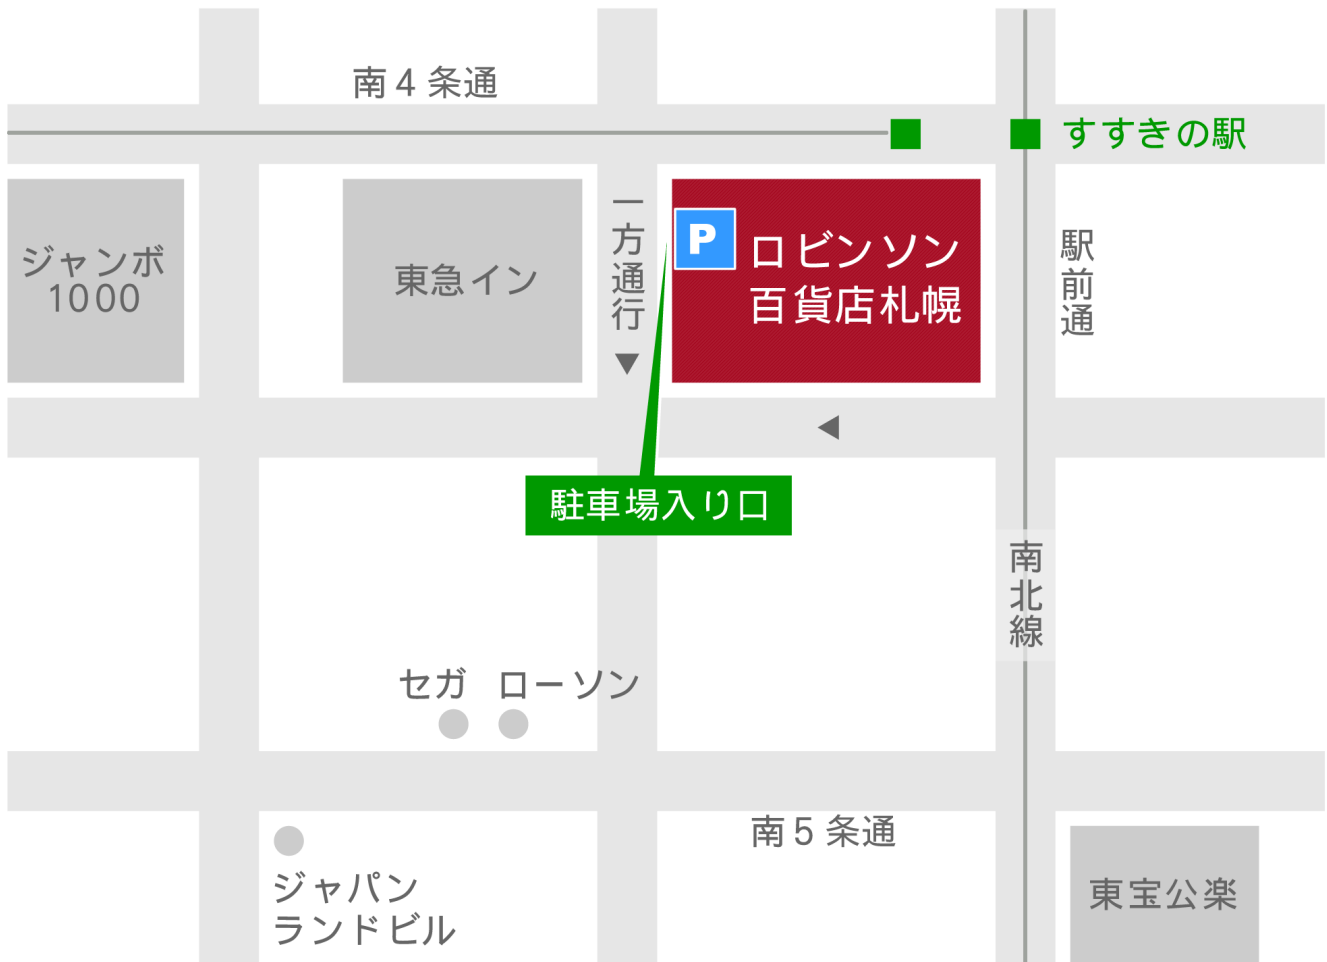 南4条通
すすきの駅
ジャンボ
1000
東急イン
一方通行
P
ロビンソン
百貨店札幌
駅前通
駐車場入り口
南北線
セガ
ローソン
南5条通
ジャパン
ランドビル
東宝公楽